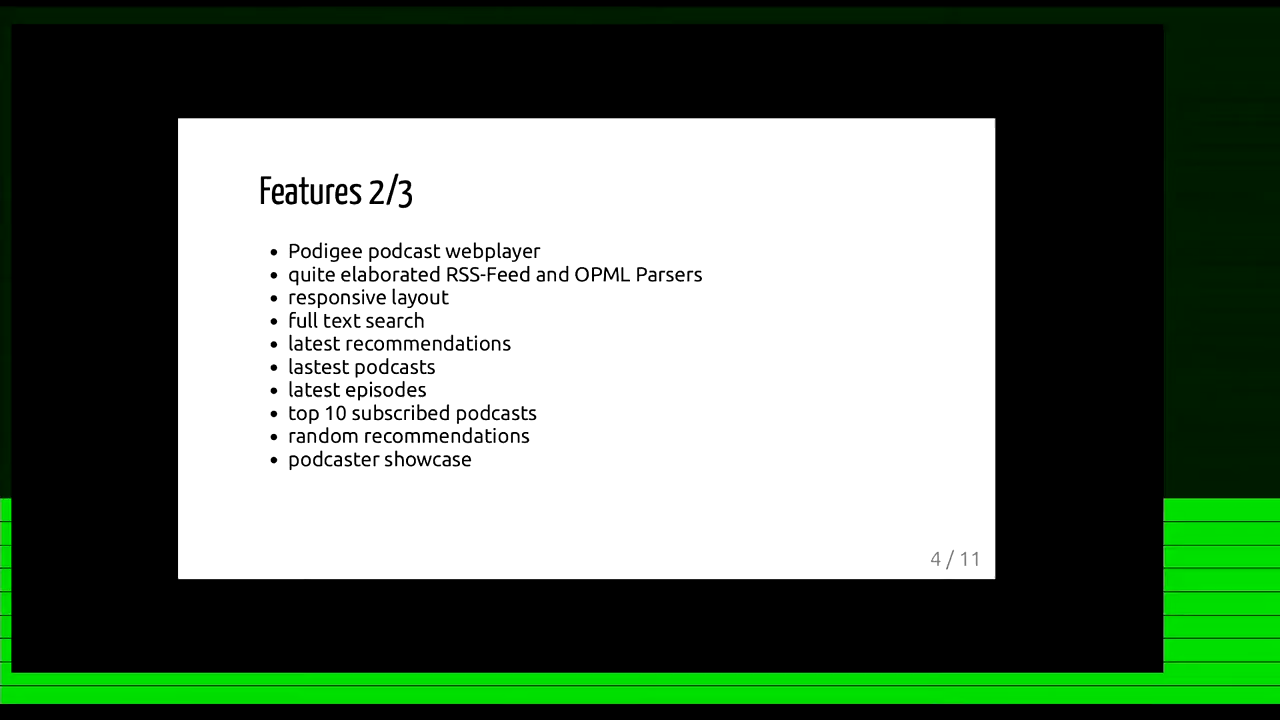 Features 2/3
• Podigee podcast webplayer
• quite elaborated RSS-Feed and OPML Parsers
• responsive layout
• full text search
• latest recommendations
• lastest podcasts
• latest episodes
• top 10 subscribed podcasts
• random recommendations
• podcaster showcase
4 / 11